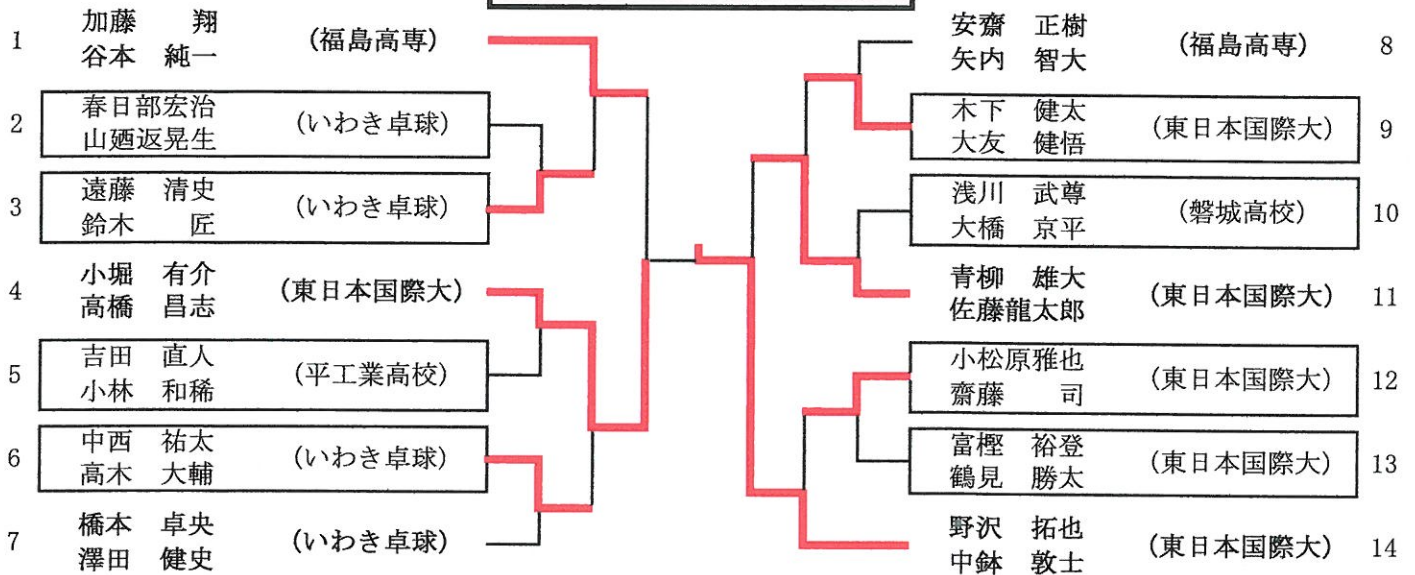 1 加藤 翔 (福島高専)
谷本 純一
2 春日部宏治 (いわき卓球)
山廼返晃生
3 遠藤 清史 (いわき卓球)
鈴木 匠
4 小堀 有介 (東日本国際大)
高橋 昌志
5 吉田 直人 (平工業高校)
小林 和稀
6 中西 祐太 (いわき卓球)
高木 大輔
7 橋本 卓央 (いわき卓球)
澤田 健史
安齋 正樹 (福島高専) 8
矢内 智大
木下 健太 (東日本国際大) 9
大友 健悟
浅川 武尊 (磐城高校) 10
大橋 京平
青柳 雄大 (東日本国際大) 11
佐藤龍太郎
小松原雅也 (東日本国際大) 12
齋藤 司
富樫 裕登 (東日本国際大) 13
鶴見 勝太
野沢 拓也 (東日本国際大) 14
中鉢 敦士